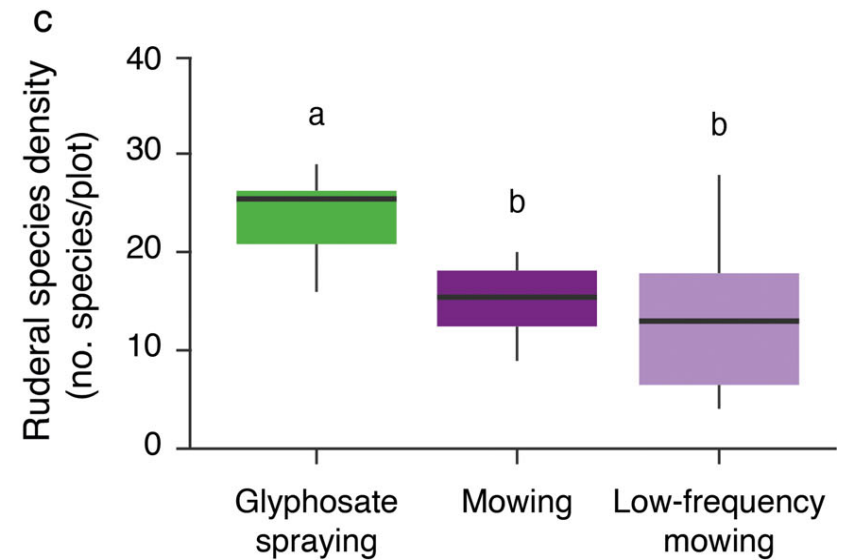 c
Ruderal species density
(no. species/plot)
40
30
20
10
0
a
b
b
Glyphosate
spraying
Mowing
Low-frequency
mowing